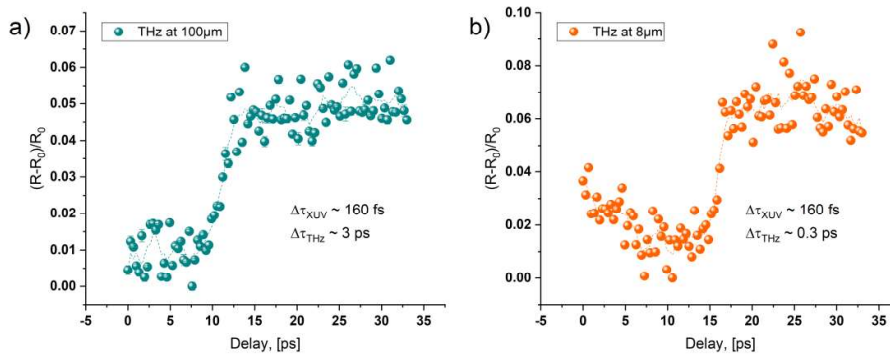 a)
THz at 100μm
0.07
0.06
0.05
0.04
0.03
0.02
0.01
0.00
(R-R₀)/R₀
Δτ_XUV ~ 160 fs
Δτ_THz ~ 3 ps
-5 0 5 10 15 20 25 30 35
Delay, [ps]
b)
THz at 8μm
0.10
0.08
0.06
0.04
0.02
0.00
(R-R₀)/R₀
Δτ_XUV ~ 160 fs
Δτ_THz ~ 0.3 ps
-5 0 5 10 15 20 25 30 35
Delay, [ps]